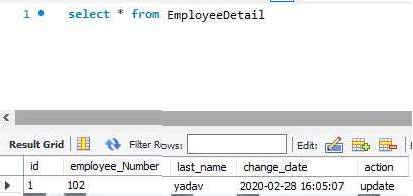 1 select * from EmployeeDetail
Result Grid Filter Rows: Edit:
id employee_Number last_name change_date action
1 102 yadav 2020-02-28 16:05:07 update